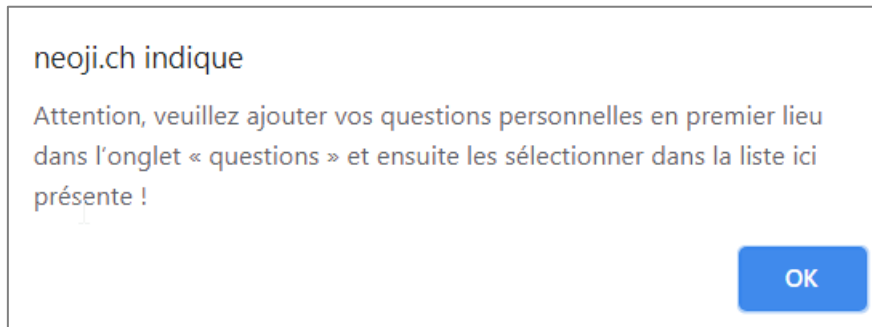 neoji.ch indique
Attention, veuillez ajouter vos questions personnelles en premier lieu
dans l’onglet « questions » et ensuite les sélectionner dans la liste ici
présente !
OK